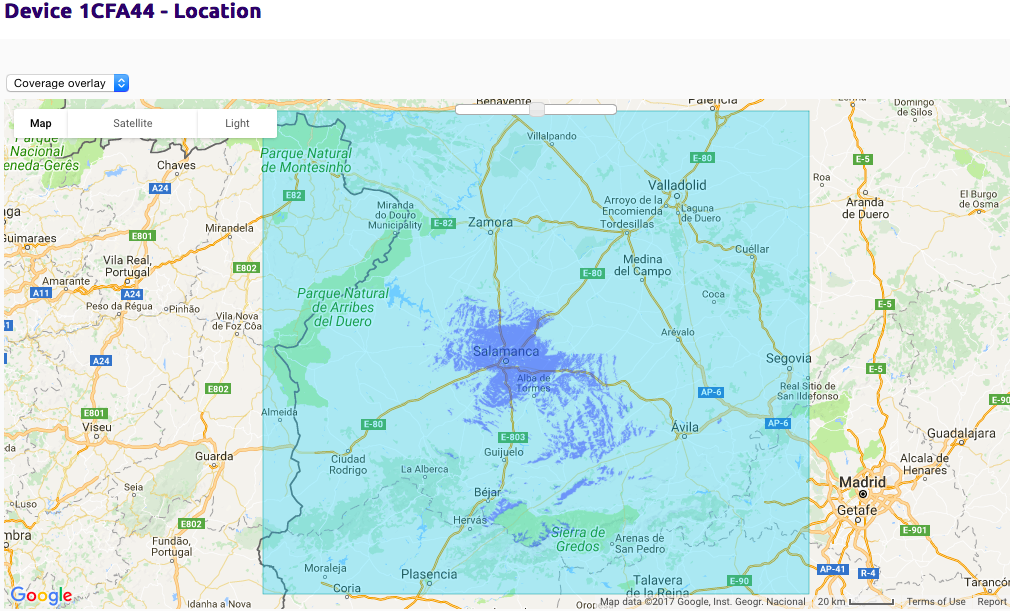 Device 1CFA44 - Location
Coverage overlay
Map
Satellite
Light
Benavente
Palencia
Domingo
de Silos
Parque
Nacional
eneda-Gerês
Chaves
A24
Parque Natural
de Montesinho
Villalpando
E-80
E-5
Roa
El Burgo
de Osma
E82
Miranda
do Douro
Municipality
E-82
Zamora
Valladolid
Arroyo de la
Encomienda
Laguna
de Duero
Tordesillas
Aranda
de Duero
Guimaraes
E801
Mirandela
Vila Real,
Portugal
E802
Amarante
A11
A24
Peso da Régua
Pinhão
Vila Nova
de Foz Côa
Parque Natural
de Arribes
del Duero
E-80
Medina
del Campo
Cuéllar
Coca
E-5
Arévalo
A24
Salamanca
Alba de
Tormes
Segovia
E-5
Real Sitio de
San Ildefonso
E802
AP-6
E801
Viseu
Almeida
E-80
E-803
Guijuelo
Ávila
AP-6
E-90
Guadalajara
Guarda
Ciudad
Rodrigo
La Alberca
Alcala de
Henares
Seia
Béjar
Madrid
Lousa
Getafe
E802
Hervás
Sierra de
Gredos
Arenas de
San Pedro
E-901
Fundão,
Portugal
Moraleja
Coria
Plasencia
Talavera
de la Reina
E-90
AP-41
R-4
Tarancón
Google
Idanha a Nova
Map data ©2017 Google, Inst. Geogr. Nacional
20 km
Terms of Use
Report